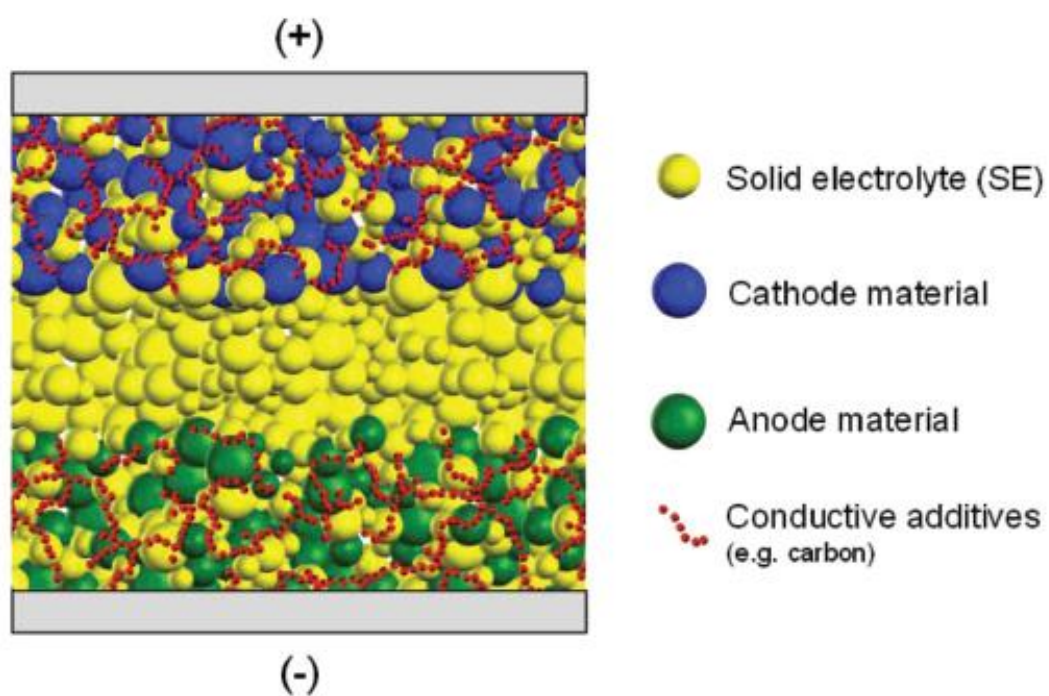 (+)
Solid electrolyte (SE)
Cathode material
Anode material
Conductive additives
(e.g. carbon)
(-)